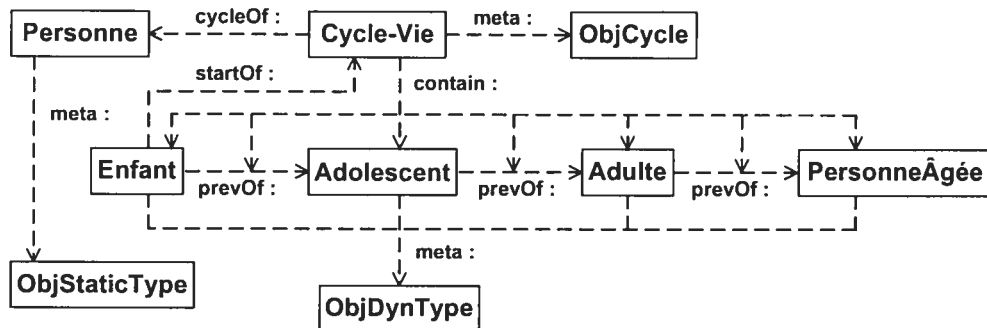 cycleOf :
meta :
Personne
Cycle-Vie
ObjCycle
startOf :
contain :
meta :
Enfant
Adolescent
Adulte
PersonneÂgée
prevOf :
prevOf :
prevOf :
meta :
ObjStaticType
ObjDynType